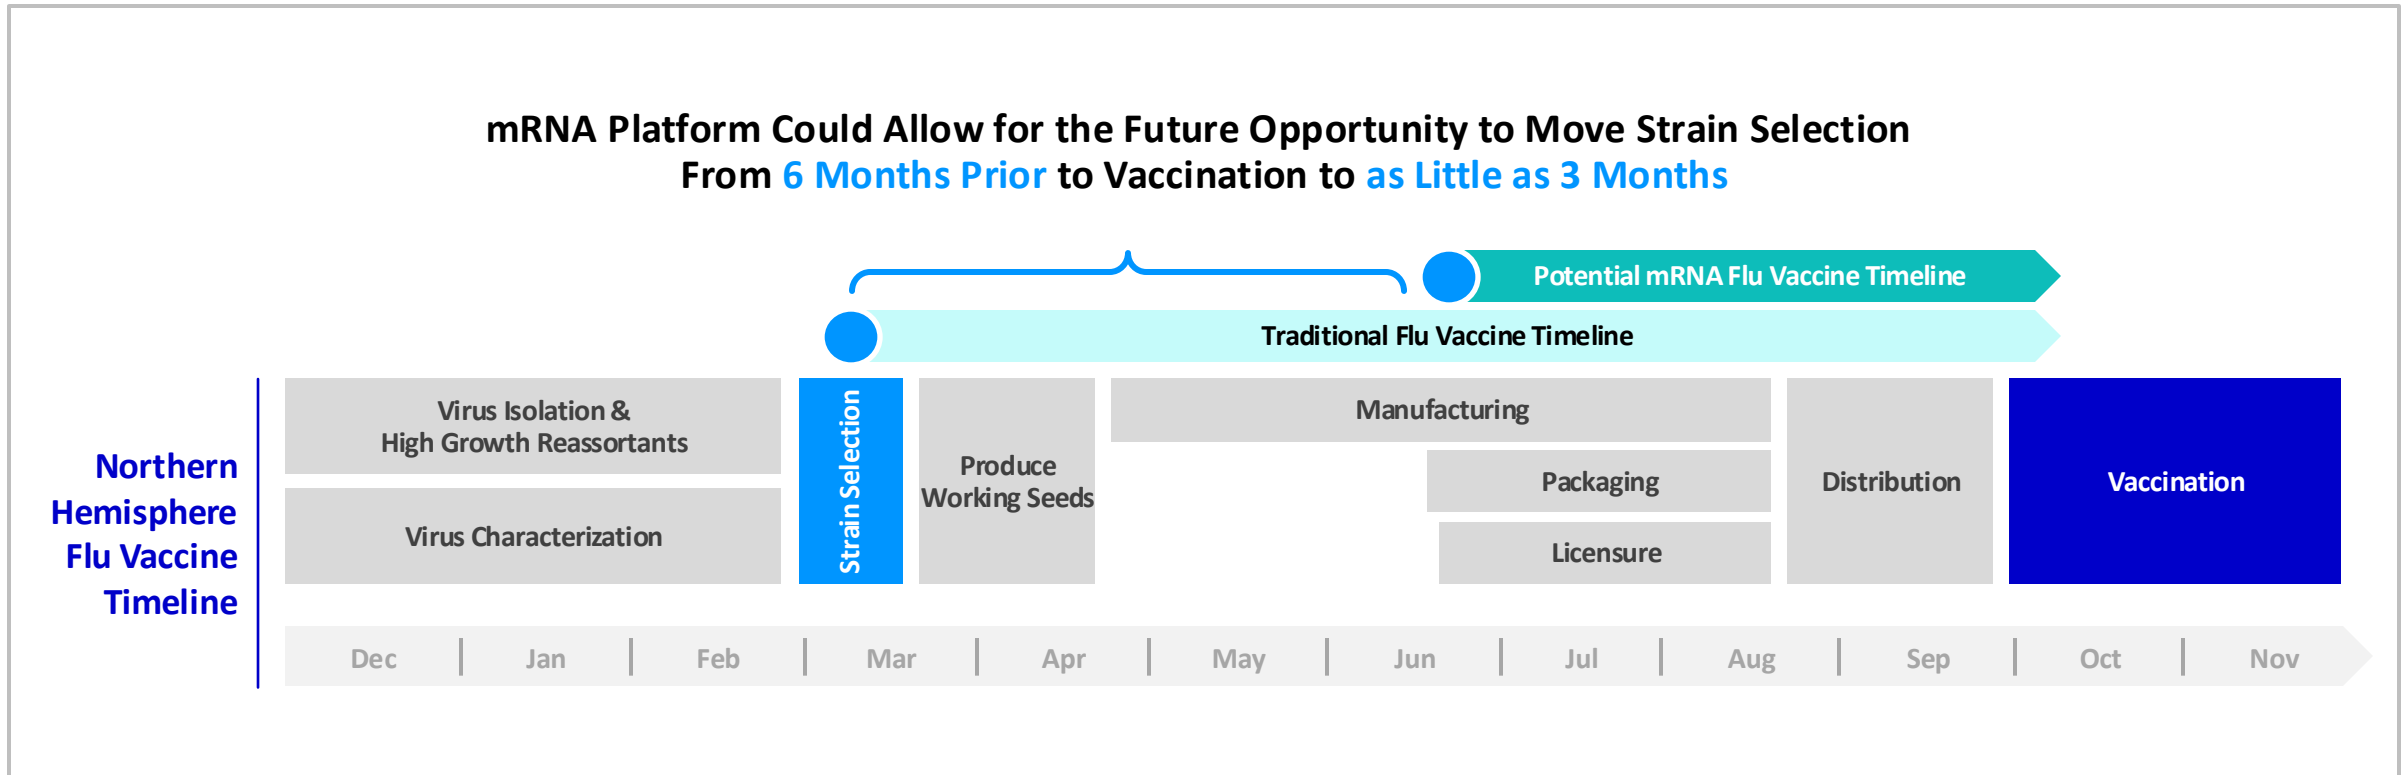 mRNA Platform Could Allow for the Future Opportunity to Move Strain Selection
From 6 Months Prior to Vaccination to as Little as 3 Months
Potential mRNA Flu Vaccine Timeline
Traditional Flu Vaccine Timeline
Northern
Hemisphere
Flu Vaccine
Timeline
Virus Isolation &
High Growth Reassortants
Virus Characterization
Strain Selection
Produce
Working Seeds
Manufacturing
Packaging
Licensure
Distribution
Vaccination
Dec | Jan | Feb | Mar | Apr | May | Jun | Jul | Aug | Sep | Oct | Nov